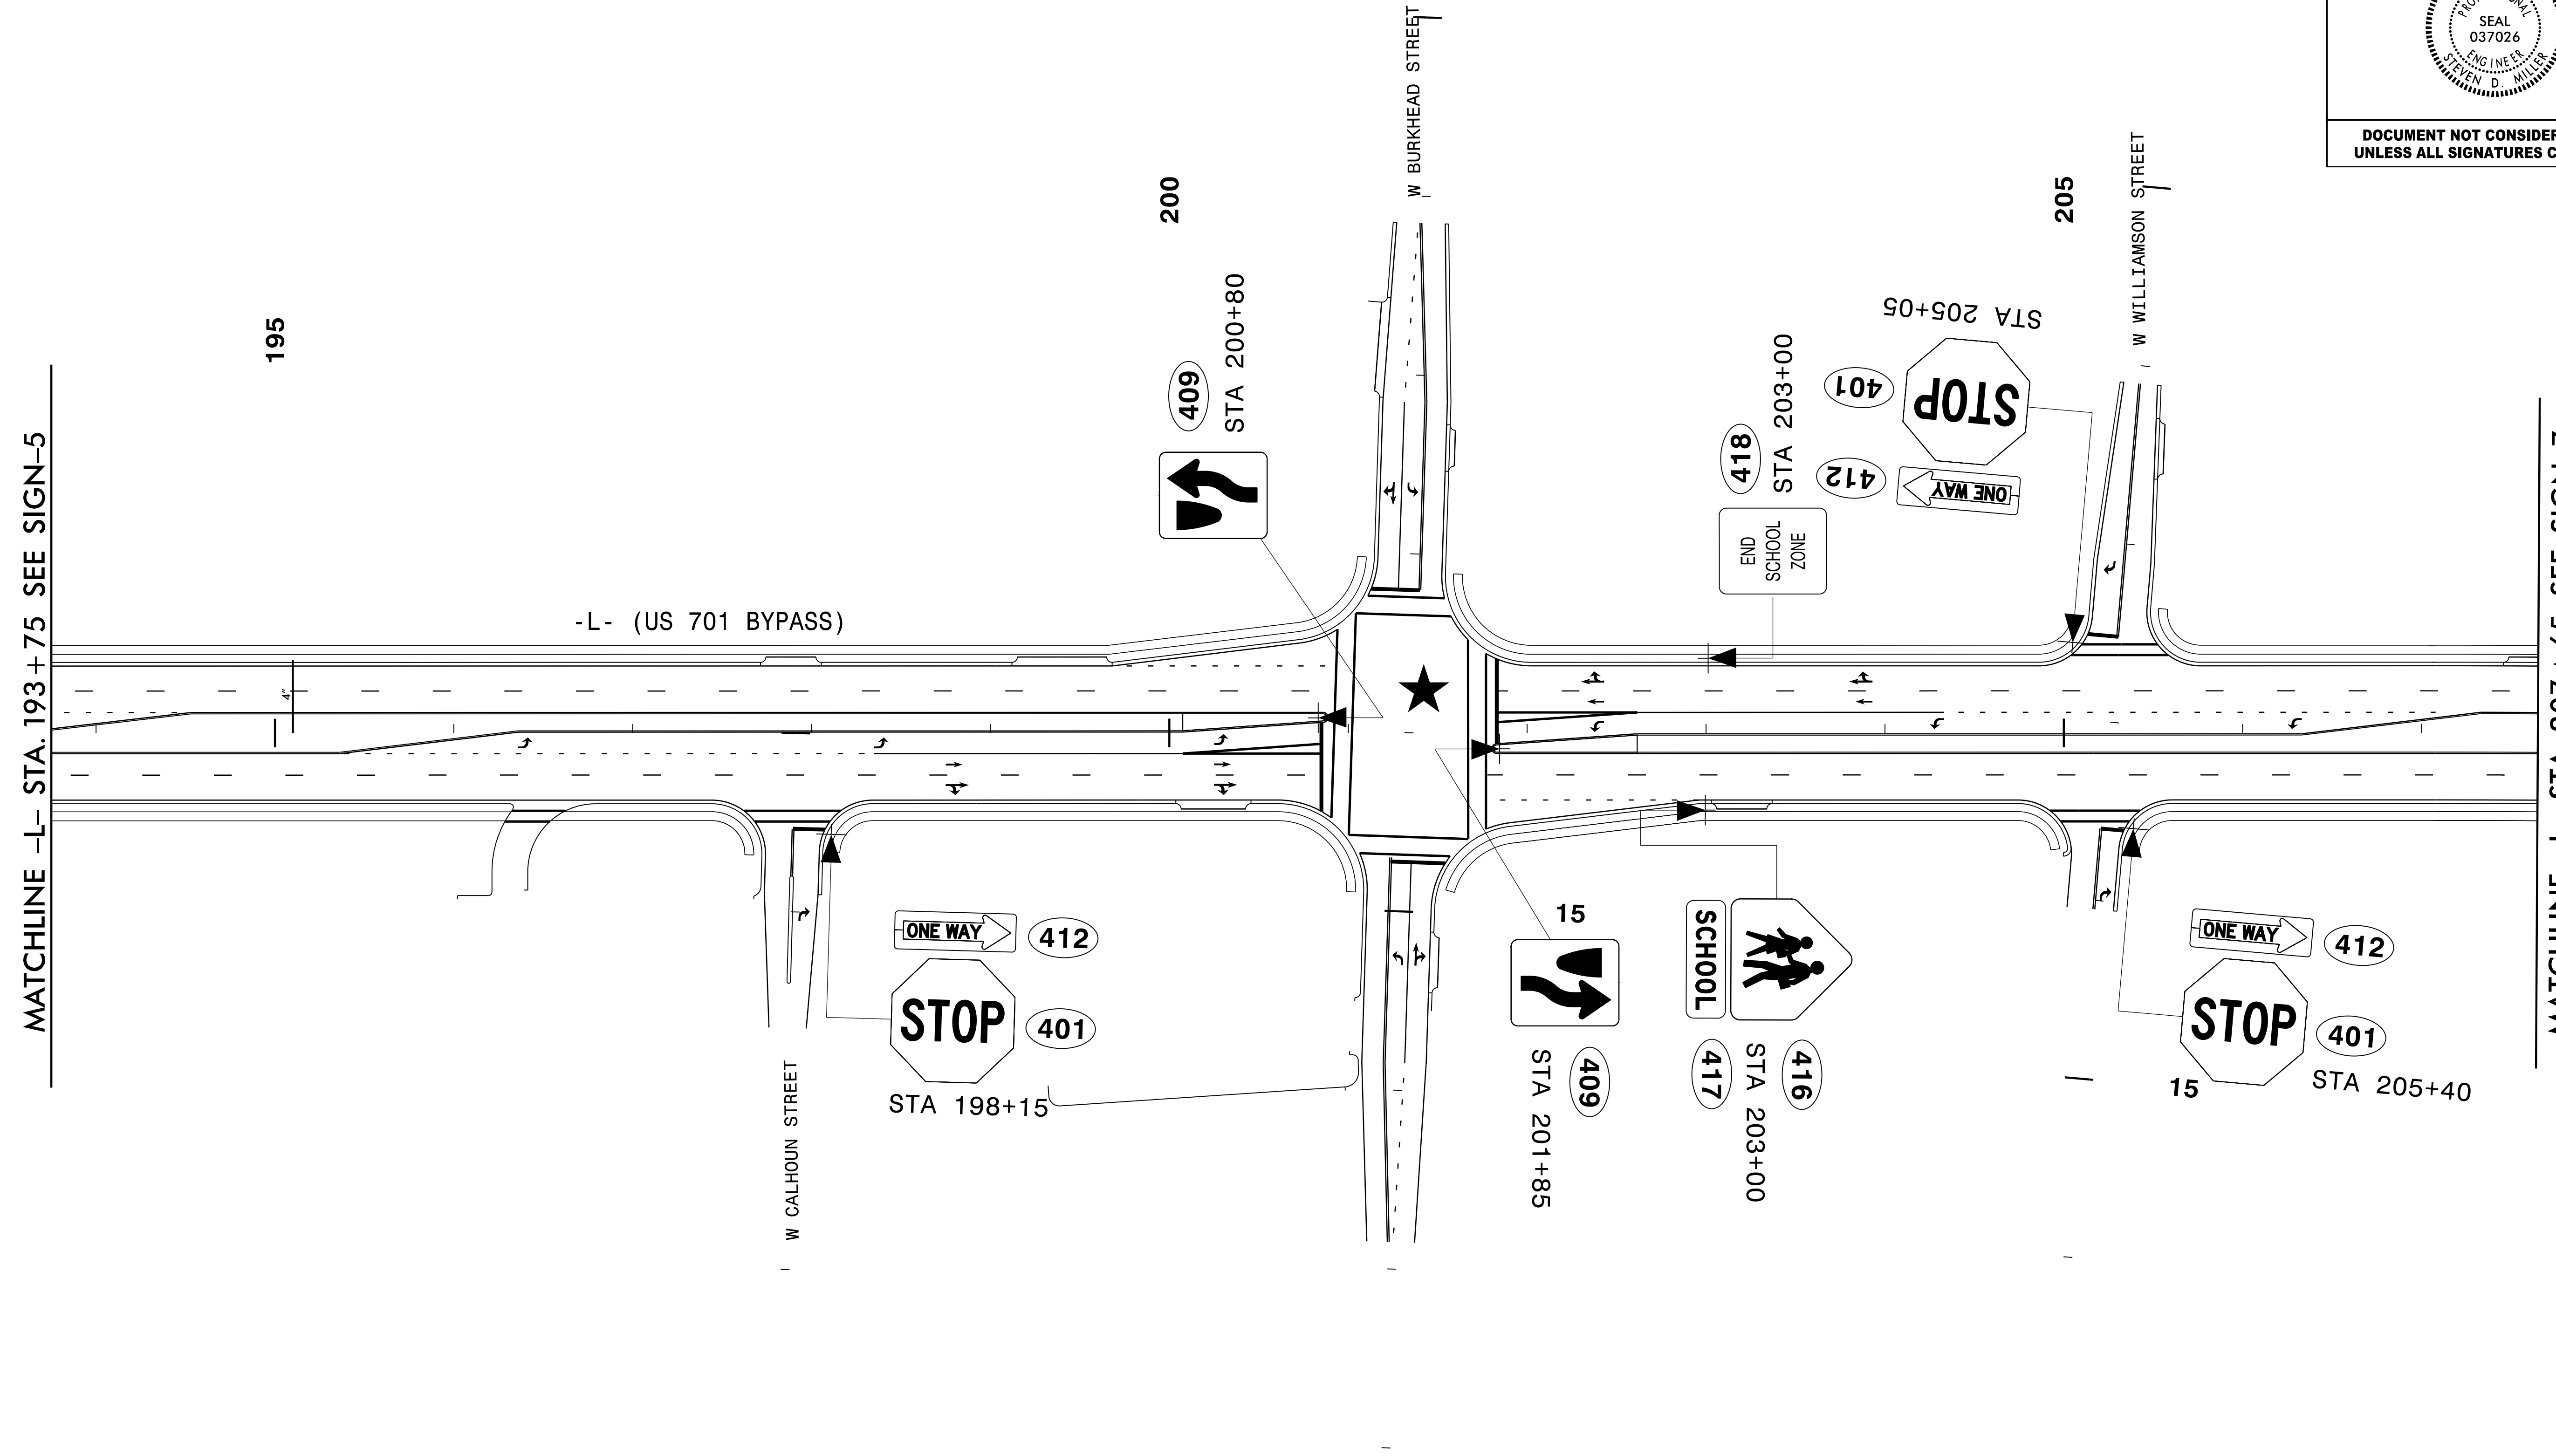 PROFESSIONAL
SEAL
037026
ENGINEER
STEVEN D. MILLER
DOCUMENT NOT CONSIDER
UNLESS ALL SIGNATURES C
W BURKHEAD STREET
W WILLIAMSON STREET
195
200
205
409
STA 200+80
418
STA 203+00
END
SCHOOL
ZONE
STA 205+05
401
STOP
412
ONE WAY
MATCHLINE -L- STA. 193+75 SEE SIGN-5
-L- (US 701 BYPASS)
4"
ONE WAY
412
STOP
401
STA 198+15
W CALHOUN STREET
15
STA 201+85
409
SCHOOL
417
STA 203+00
416
ONE WAY
412
STOP
401
15
STA 205+40